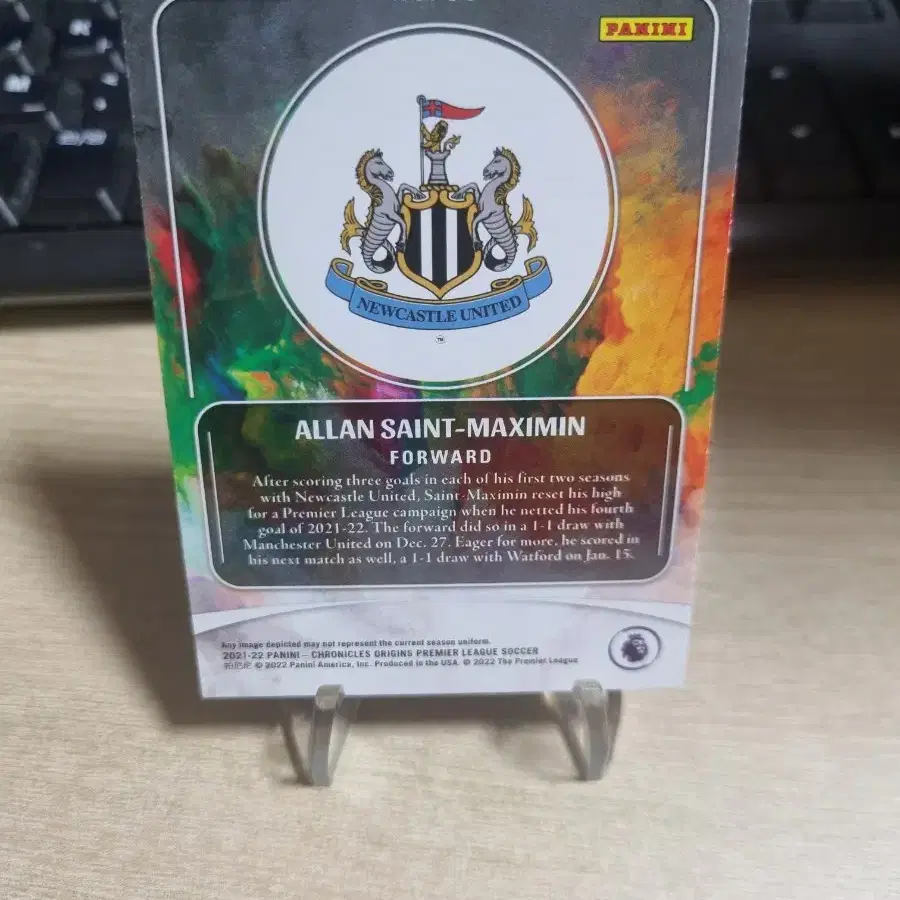 PANINI
NEWCASTLE UNITED
TM
ALLAN SAINT-MAXIMIN
FORWARD
After scoring three goals in each of his first two seasons
with Newcastle United, Saint-Maximin reset his high
for a Premier League campaign when he netted his fourth
goal of 2021-22. The forward did so in a 1-1 draw with
Manchester United on Dec. 27. Eager for more, he scored in
his next match as well, a 1-1 draw with Watford on Jan. 15.
Any image depicted may not represent the current season uniform.
2021-22 PANINI – CHRONICLES ORIGINS PREMIER LEAGUE SOCCER
© 2022 Panini America, Inc. Produced in the USA. © 2022 The Premier League